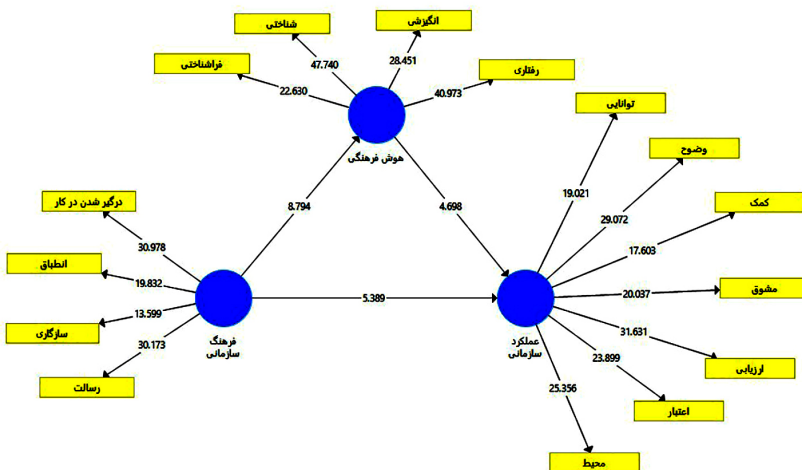 انگیزشی
شناختی
فراشناختی
رفتاری
28.451
47.740
22.630
40.973
هوش فرهنگی
توانایی
وضوح
کمک
مشوق
ارزیابی
اعتبار
محیط
19.021
29.072
17.603
20.037
31.631
23.899
25.356
8.794
4.698
5.389
درگیر شدن در کار
انطباق
سازگاری
رسالت
30.978
19.832
13.599
30.173
فرهنگ
سازمانی
عملکرد
سازمانی